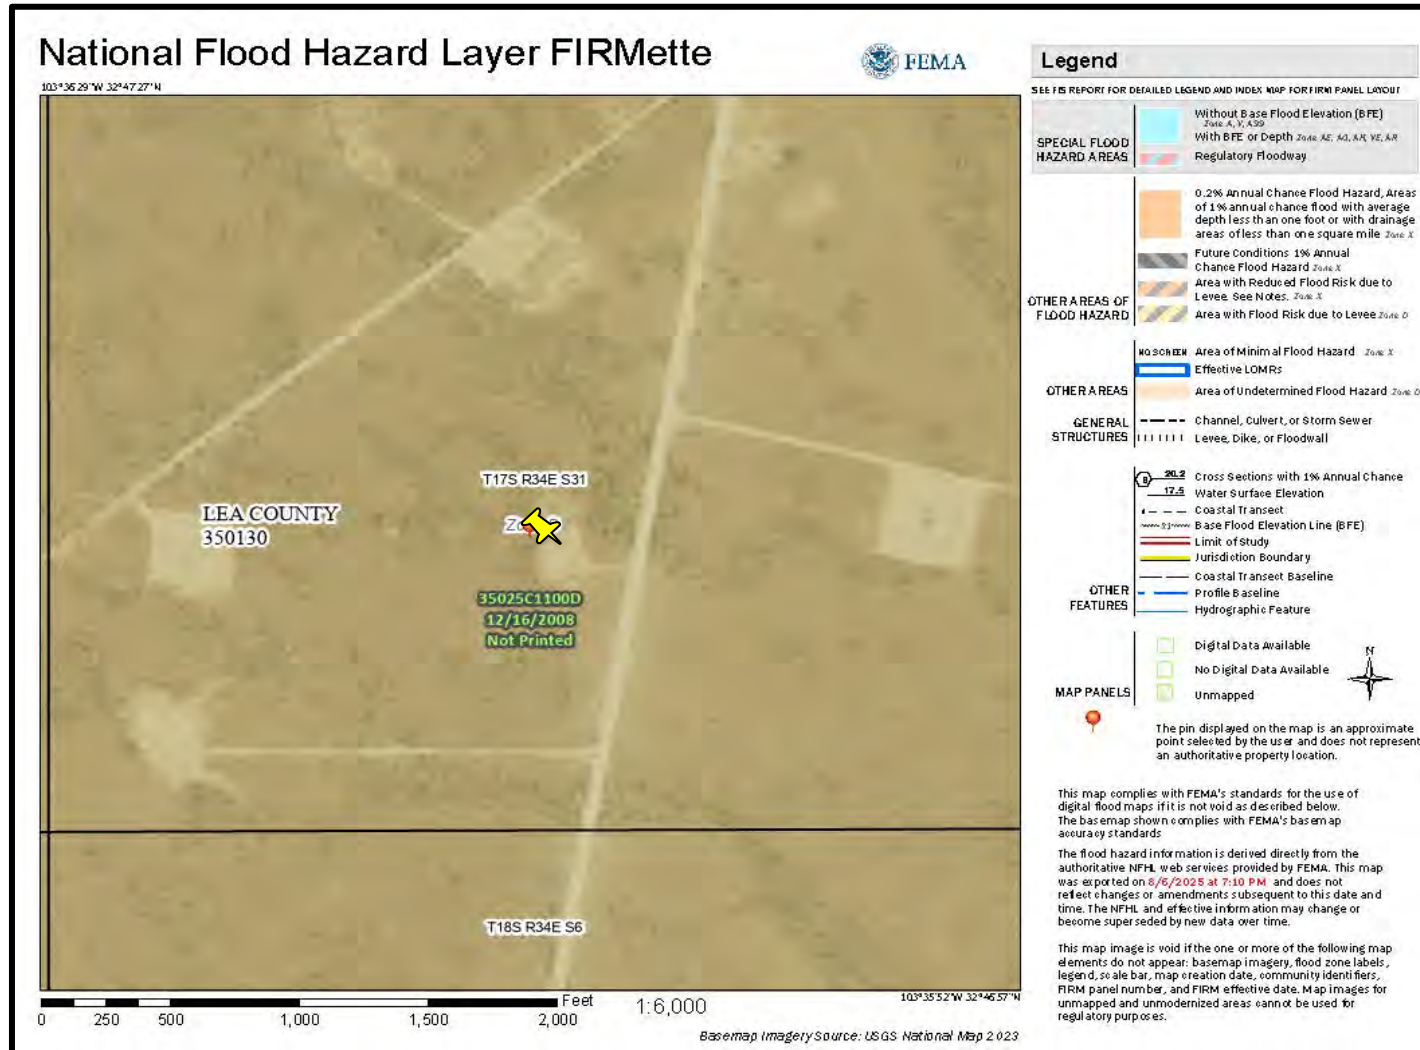 National Flood Hazard Layer FIRMette
FEMA
103°36'29"W 32°47'27"N
T17S R34E S31
LEA COUNTY
350130
35025C1100D
12/16/2008
Not Printed
T18S R34E S6
Feet
1:6,000
0 250 500 1,000 1,500 2,000
103°35'52"W 32°46'57"N
Basemap Imagery Source: USGS National Map 2023
Legend
SEE FIS REPORT FOR DETAILED LEGEND AND INDEX MAP FOR FIRM PANEL LAYOUT
SPECIAL FLOOD
HAZARD AREAS
Without Base Flood Elevation (BFE)
Zone A, V, A99
With BFE or Depth Zone AE, AO, AH, VE, AR
Regulatory Floodway
OTHER AREAS OF
FLOOD HAZARD
0.2% Annual Chance Flood Hazard, Areas
of 1% annual chance flood with average
depth less than one foot or with drainage
areas of less than one square mile Zone X
Future Conditions 1% Annual
Chance Flood Hazard Zone X
Area with Reduced Flood Risk due to
Levee. See Notes. Zone X
Area with Flood Risk due to Levee Zone D
OTHER AREAS
NO SCREEN Area of Minimal Flood Hazard Zone X
Effective LOMRs
Area of Undetermined Flood Hazard Zone D
GENERAL
STRUCTURES
Channel, Culvert, or Storm Sewer
Levee, Dike, or Floodwall
OTHER
FEATURES
B 20.2 Cross Sections with 1% Annual Chance
17.5 Water Surface Elevation
Coastal Transect
Base Flood Elevation Line (BFE)
Limit of Study
Jurisdiction Boundary
Coastal Transect Baseline
Profile Baseline
Hydrographic Feature
MAP PANELS
Digital Data Available
No Digital Data Available
Unmapped
N
The pin displayed on the map is an approximate
point selected by the user and does not represent
an authoritative property location.
This map complies with FEMA's standards for the use of
digital flood maps if it is not void as described below.
The basemap shown complies with FEMA's basemap
accuracy standards
The flood hazard information is derived directly from the
authoritative NFHL web services provided by FEMA. This map
was exported on 8/6/2025 at 7:10 PM and does not
reflect changes or amendments subsequent to this date and
time. The NFHL and effective information may change or
become superseded by new data over time.
This map image is void if the one or more of the following map
elements do not appear: basemap imagery, flood zone labels,
legend, scale bar, map creation date, community identifiers,
FIRM panel number, and FIRM effective date. Map images for
unmapped and unmodernized areas cannot be used for
regulatory purposes.